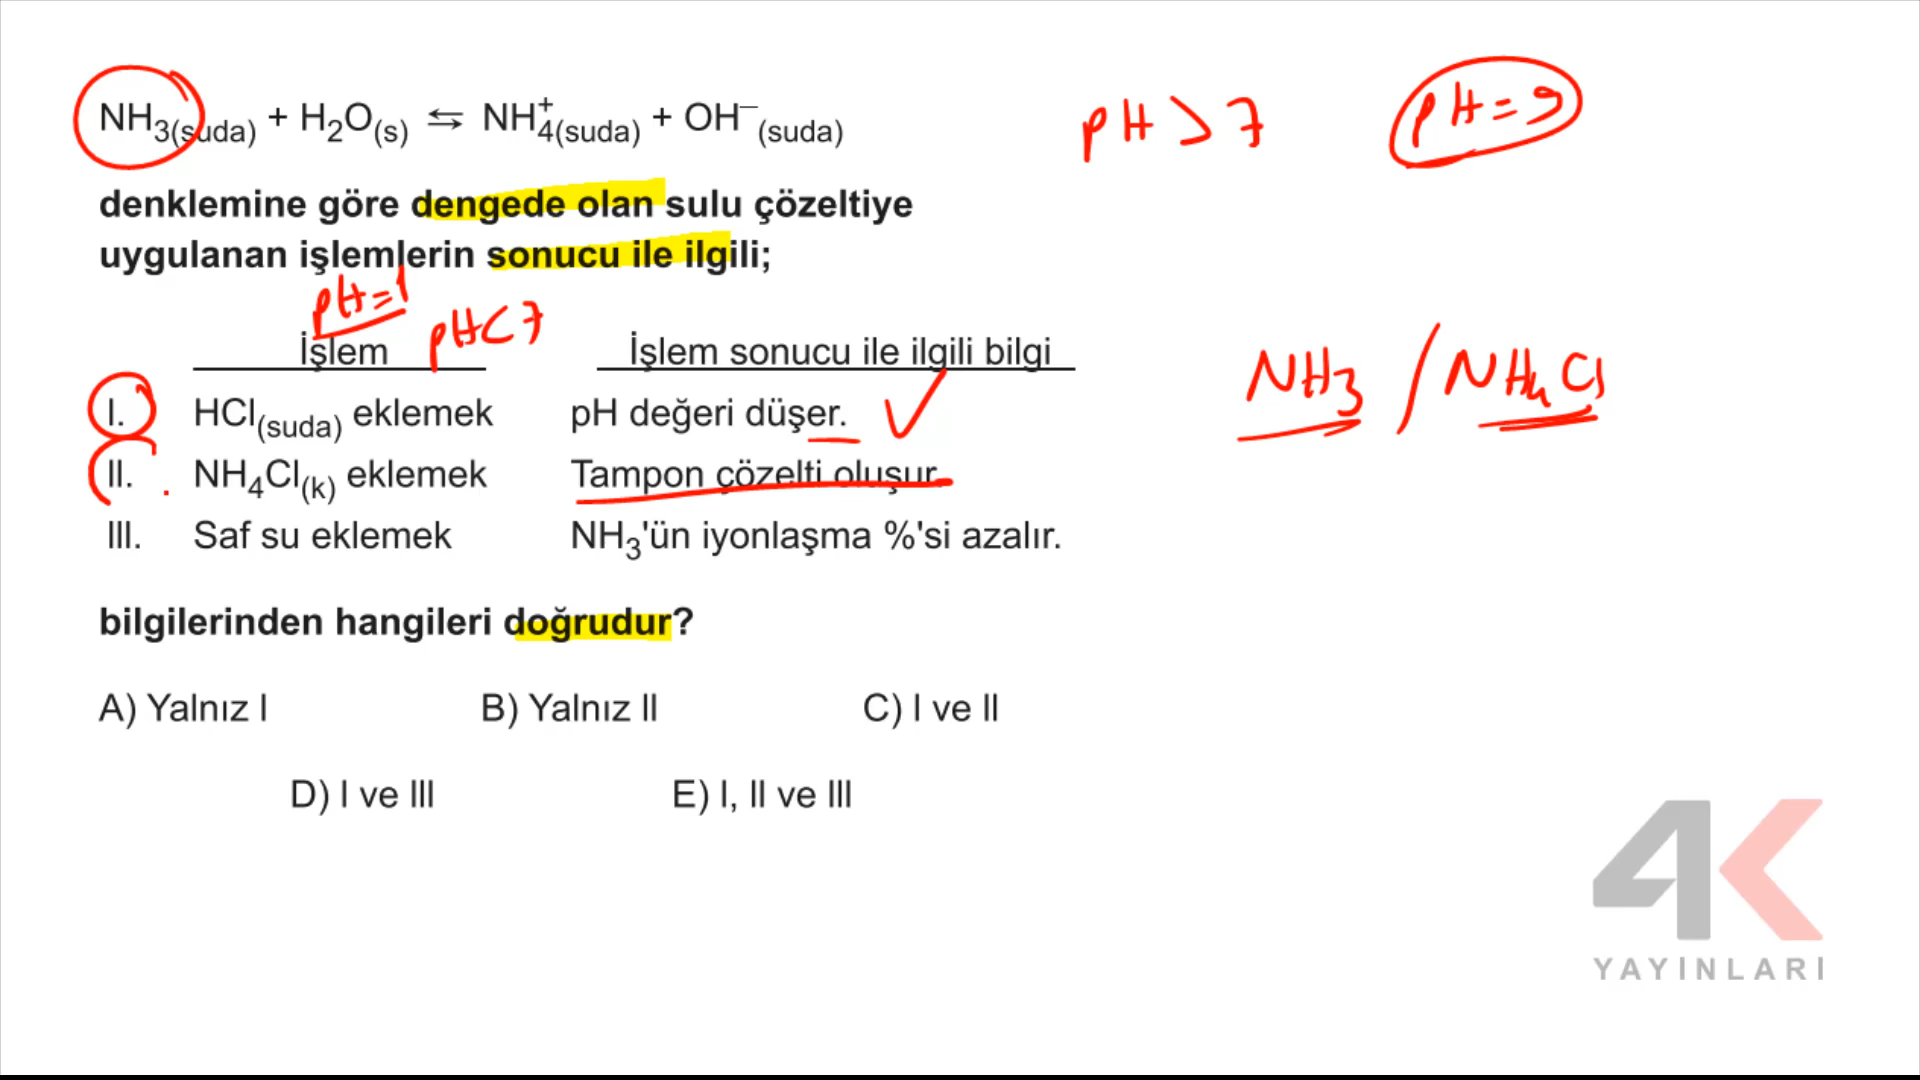 NH₃(suda) + H₂O(s) ⇆ NH₄⁺(suda) + OH⁻(suda)
pH > 7
pH = 9
denklemine göre dengede olan sulu çözeltiye
uygulanan işlemlerin sonucu ile ilgili;
pH = 1
pH < 7
İşlem
İşlem sonucu ile ilgili bilgi
NH₃ / NH₄Cl
I. HCl(suda) eklemek pH değeri düşer. ✓
II. NH₄Cl(k) eklemek Tampon çözelti oluşur.
III. Saf su eklemek NH₃'ün iyonlaşma %'si azalır.
bilgilerinden hangileri doğrudur?
A) Yalnız I B) Yalnız II C) I ve II
D) I ve III E) I, II ve III
4K
YAYINLARI